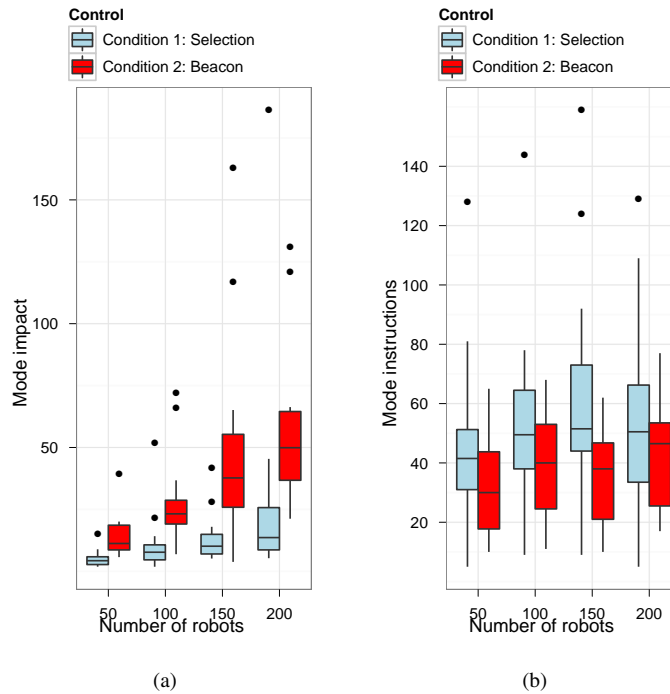 Control
Condition 1: Selection
Condition 2: Beacon
150
100
50
Mode impact
50 100 150 200
Number of robots
(a)
Control
Condition 1: Selection
Condition 2: Beacon
140
120
100
80
60
40
20
Mode instructions
50 100 150 200
Number of robots
(b)